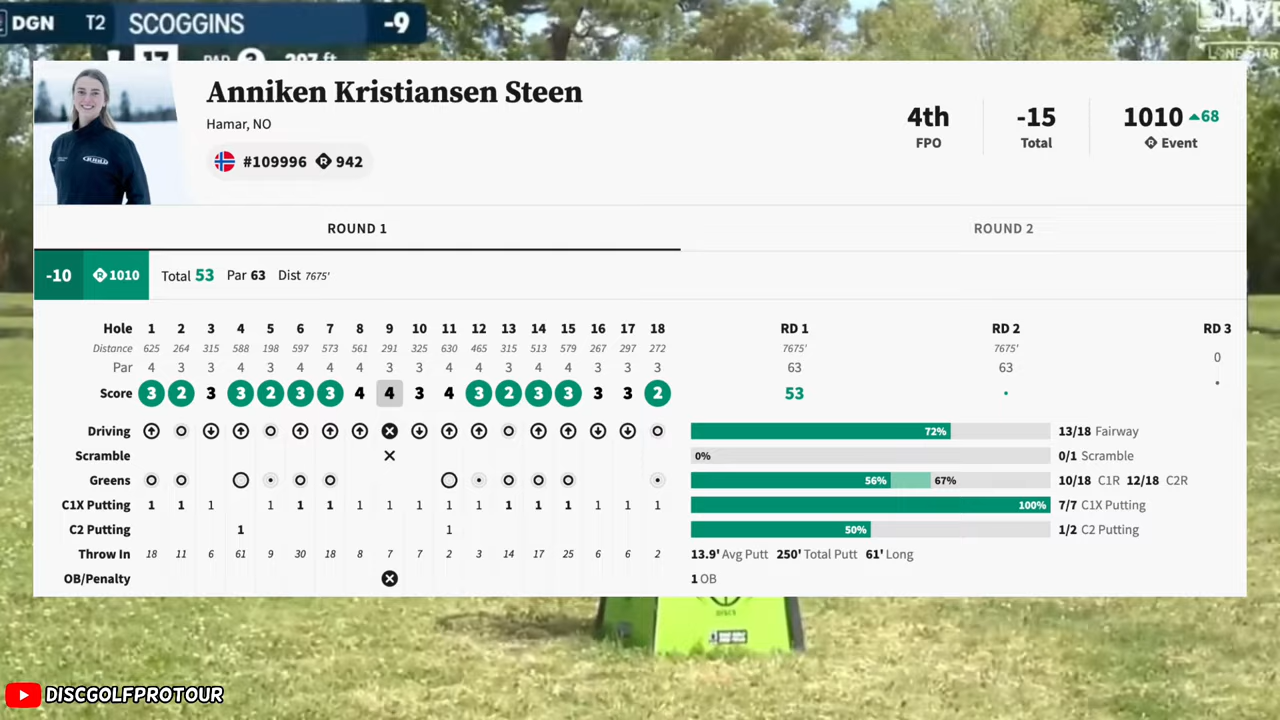 DGN T2 SCOGGINS -9
17 PAR 3 297 ft
LONE STAR
Anniken Kristiansen Steen
Hamar, NO
#109996 R 942
4th -15 1010 68
FPO Total R Event
ROUND 1 ROUND 2
-10 R 1010 Total 53 Par 63 Dist 7675'
Hole 1 2 3 4 5 6 7 8 9 10 11 12 13 14 15 16 17 18 RD 1 RD 2 RD 3
Distance 625 264 315 588 198 597 573 561 291 325 630 465 315 513 579 267 297 272 7675' 7675' 0
Par 4 3 3 4 3 4 4 4 3 3 4 4 3 4 4 3 3 3 63 63
Score 3 2 3 3 2 3 3 4 4 3 4 3 2 3 3 3 3 2 53
Driving 72% 13/18 Fairway
Scramble 0% 0/1 Scramble
Greens 56% 67% 10/18 C1R 12/18 C2R
C1X Putting 1 1 1 1 1 1 1 1 1 1 1 1 1 1 1 1 1 100% 7/7 C1X Putting
C2 Putting 1 1 50% 1/2 C2 Putting
Throw In 18 11 6 61 9 30 18 8 7 7 2 3 14 17 25 6 6 2 13.9' Avg Putt 250' Total Putt 61' Long
OB/Penalty 1 OB
DISCGOLFPROTOUR